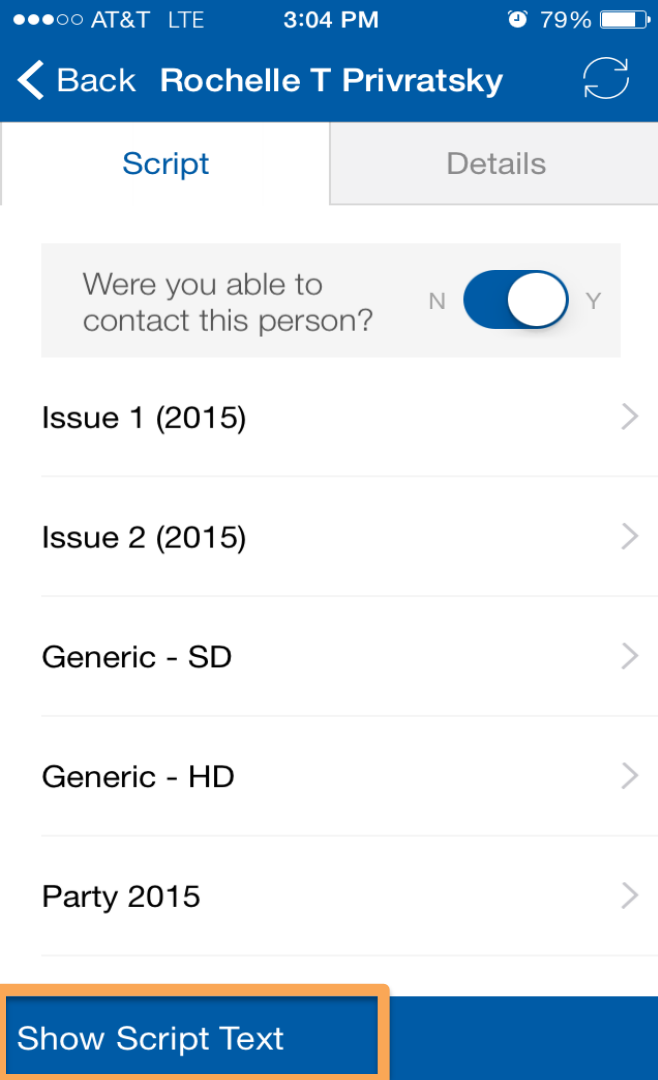 AT&T LTE 3:04 PM 79%
Back Rochelle T Privratsky
Script Details
Were you able to
contact this person?
N Y
Issue 1 (2015)
Issue 2 (2015)
Generic - SD
Generic - HD
Party 2015
Show Script Text